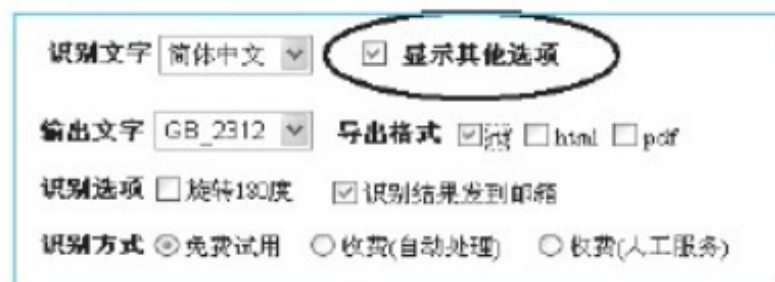 识别文字 简体中文 显示其他选项
输出文字 GB_2312 导出格式 rtf html pdf
识别选项 旋转180度 识别结果发到邮箱
识别方式 免费试用 收费(自动处理) 收费(人工服务)